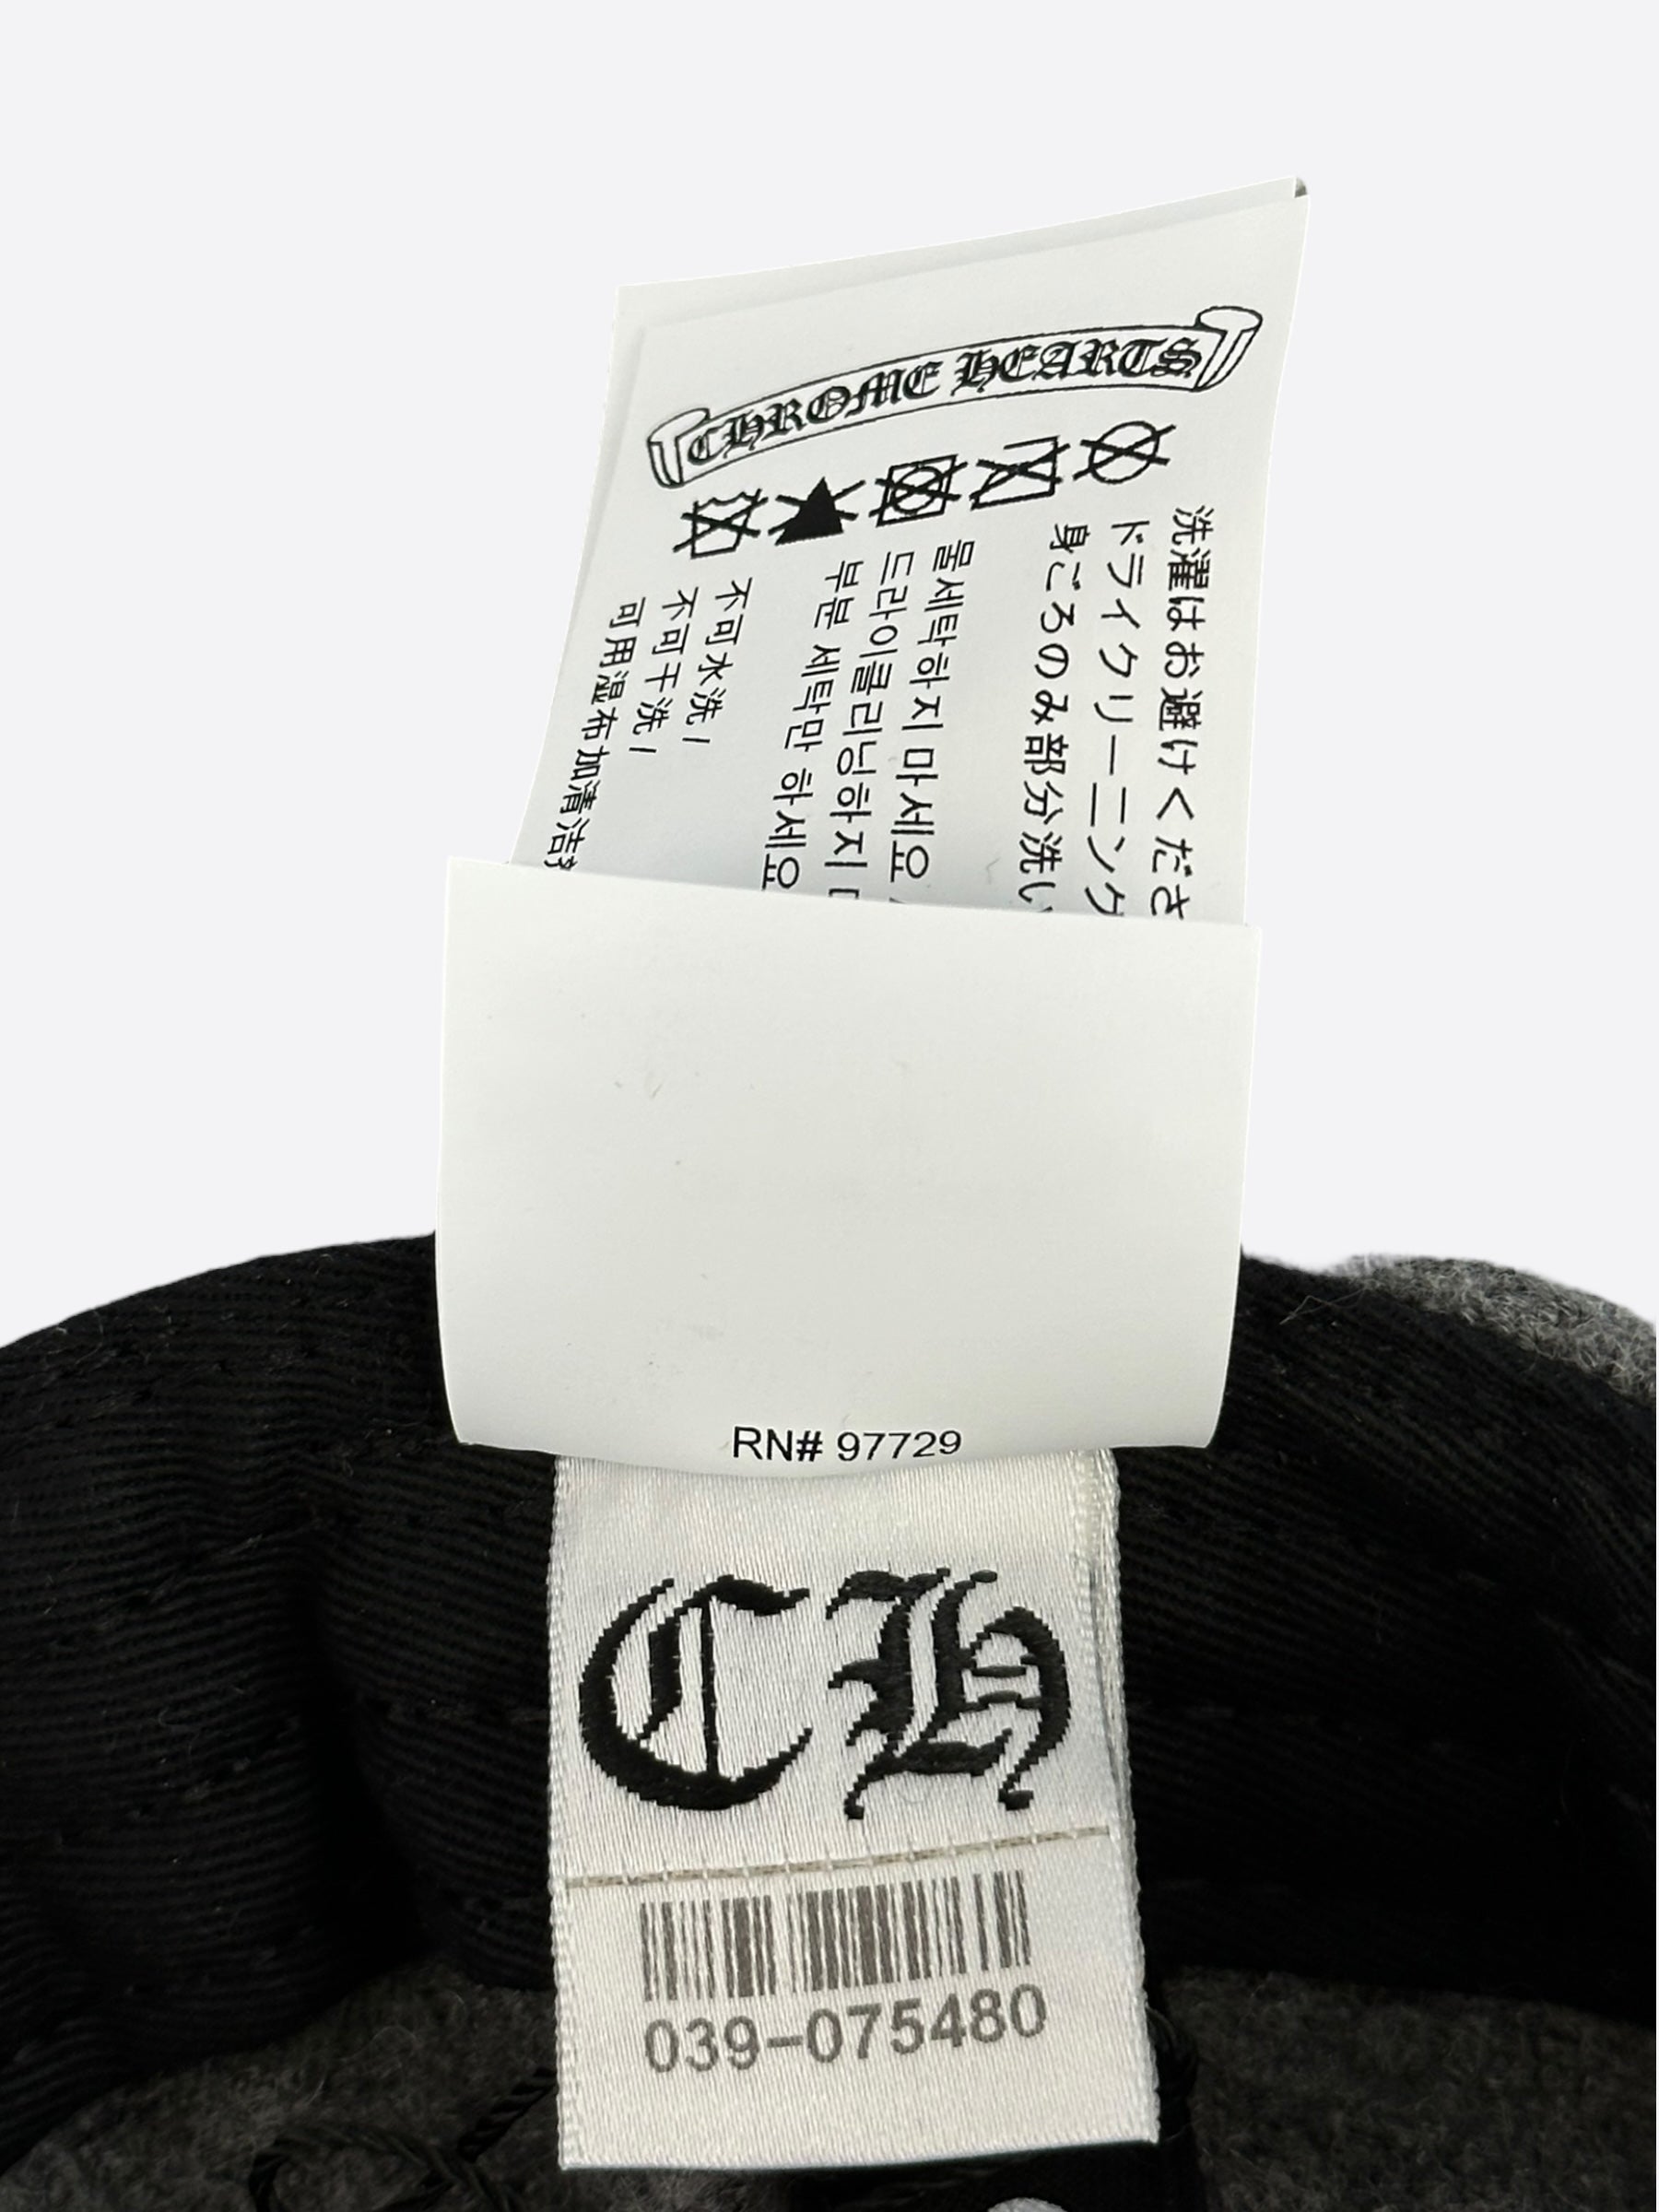 CHROME HEARTS
洗濯はお避けくださ
ドライクリーニング
身ごろのみ部分洗い
물세탁하지 마세요
드라이클리닝하지
부분 세탁만 하세요
不可水洗
不可干洗
可用湿布加清洁
RN# 97729
CH
039-075480